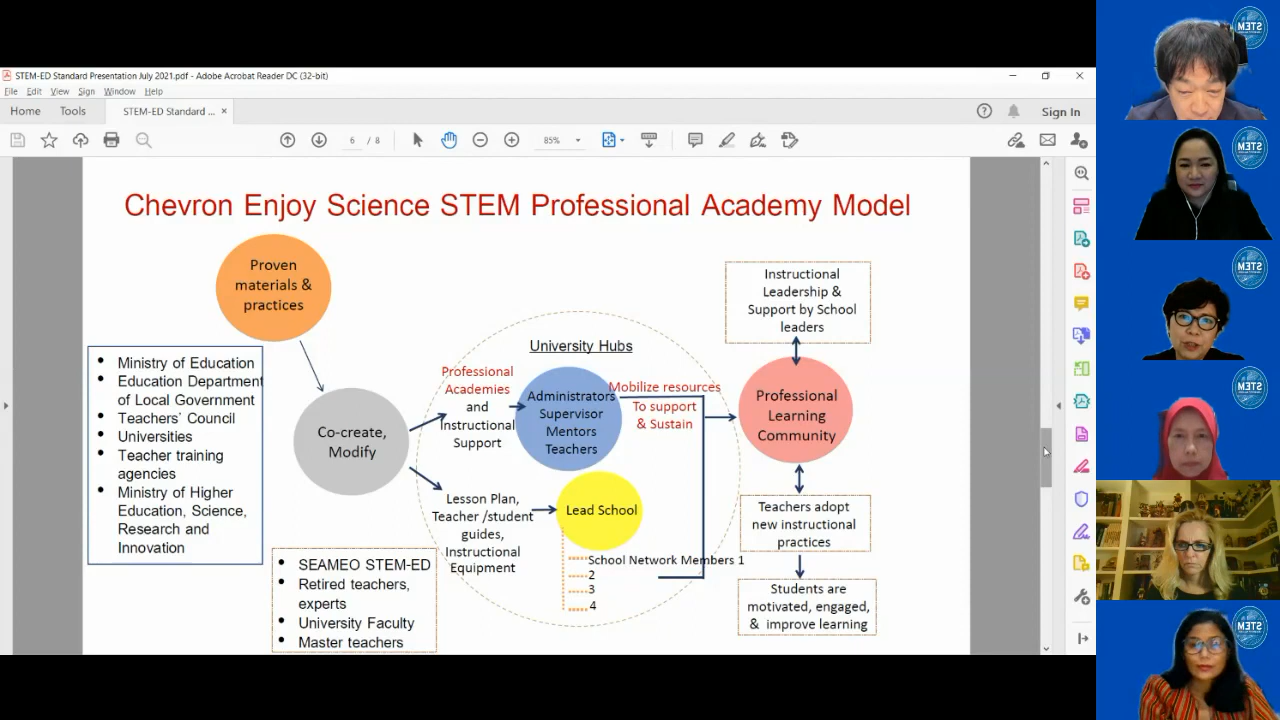 STEM-ED Standard Presentation July 2021.pdf - Adobe Acrobat Reader DC (32-bit)
File Edit View Sign Window Help
Home Tools STEM-ED Standard ... × Sign In
6 / 8 85%
Chevron Enjoy Science STEM Professional Academy Model
Proven
materials &
practices
• Ministry of Education
• Education Department
of Local Government
• Teachers' Council
• Universities
• Teacher training
agencies
• Ministry of Higher
Education, Science,
Research and
Innovation
Co-create,
Modify
• SEAMEO STEM-ED
• Retired teachers,
experts
• University Faculty
• Master teachers
University Hubs
Professional
Academies
and
Instructional
Support
Administrators
Supervisor
Mentors
Teachers
Mobilize resources
To support
& Sustain
Lesson Plan,
Teacher /student
guides,
Instructional
Equipment
Lead School
School Network Members 1
2
3
4
Instructional
Leadership &
Support by School
leaders
Professional
Learning
Community
Teachers adopt
new instructional
practices
Students are
motivated, engaged,
& improve learning
STEM
STEM
STEM
STEM
STEM
STEM